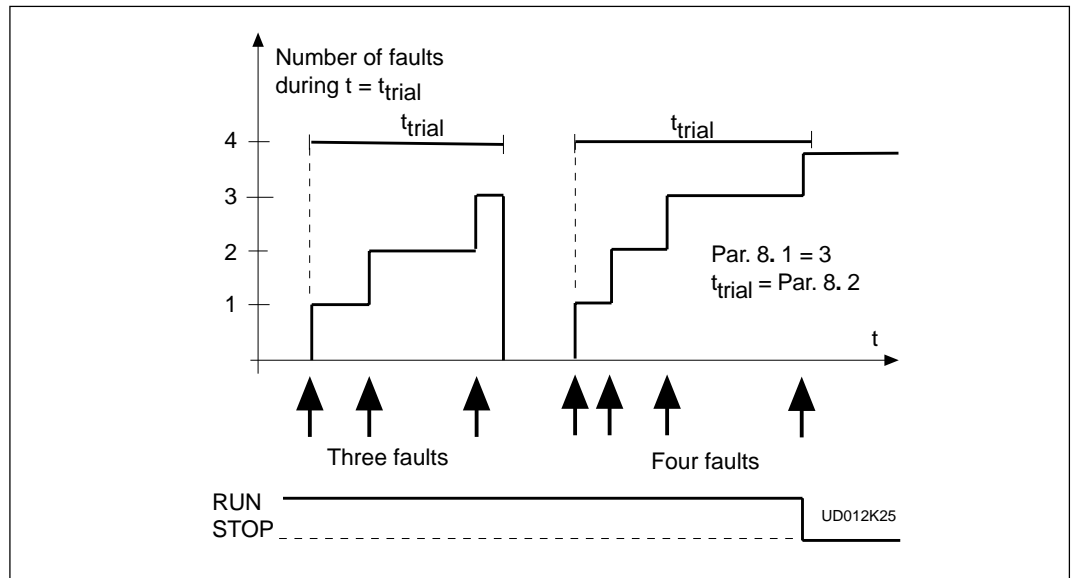 Number of faults
during t = ttrial
ttrial
ttrial
4
3
2
1
Par. 8. 1 = 3
ttrial = Par. 8. 2
t
Three faults
Four faults
RUN
STOP
UD012K25